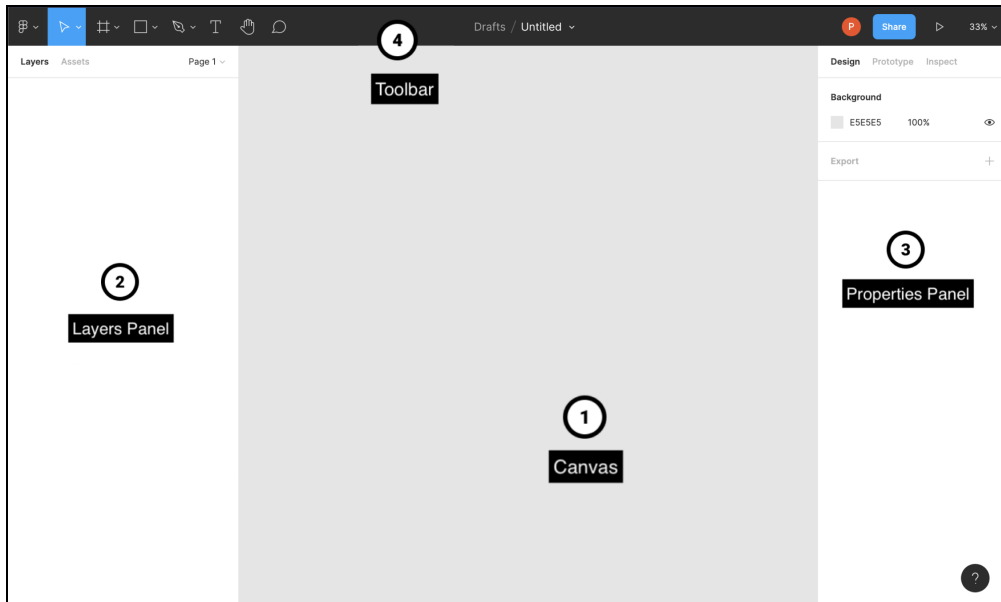 T
Drafts / Untitled
P
Share
33%
4
Toolbar
Layers Assets Page 1
Design Prototype Inspect
Background
E5E5E5 100%
Export
2
Layers Panel
3
Properties Panel
1
Canvas
?